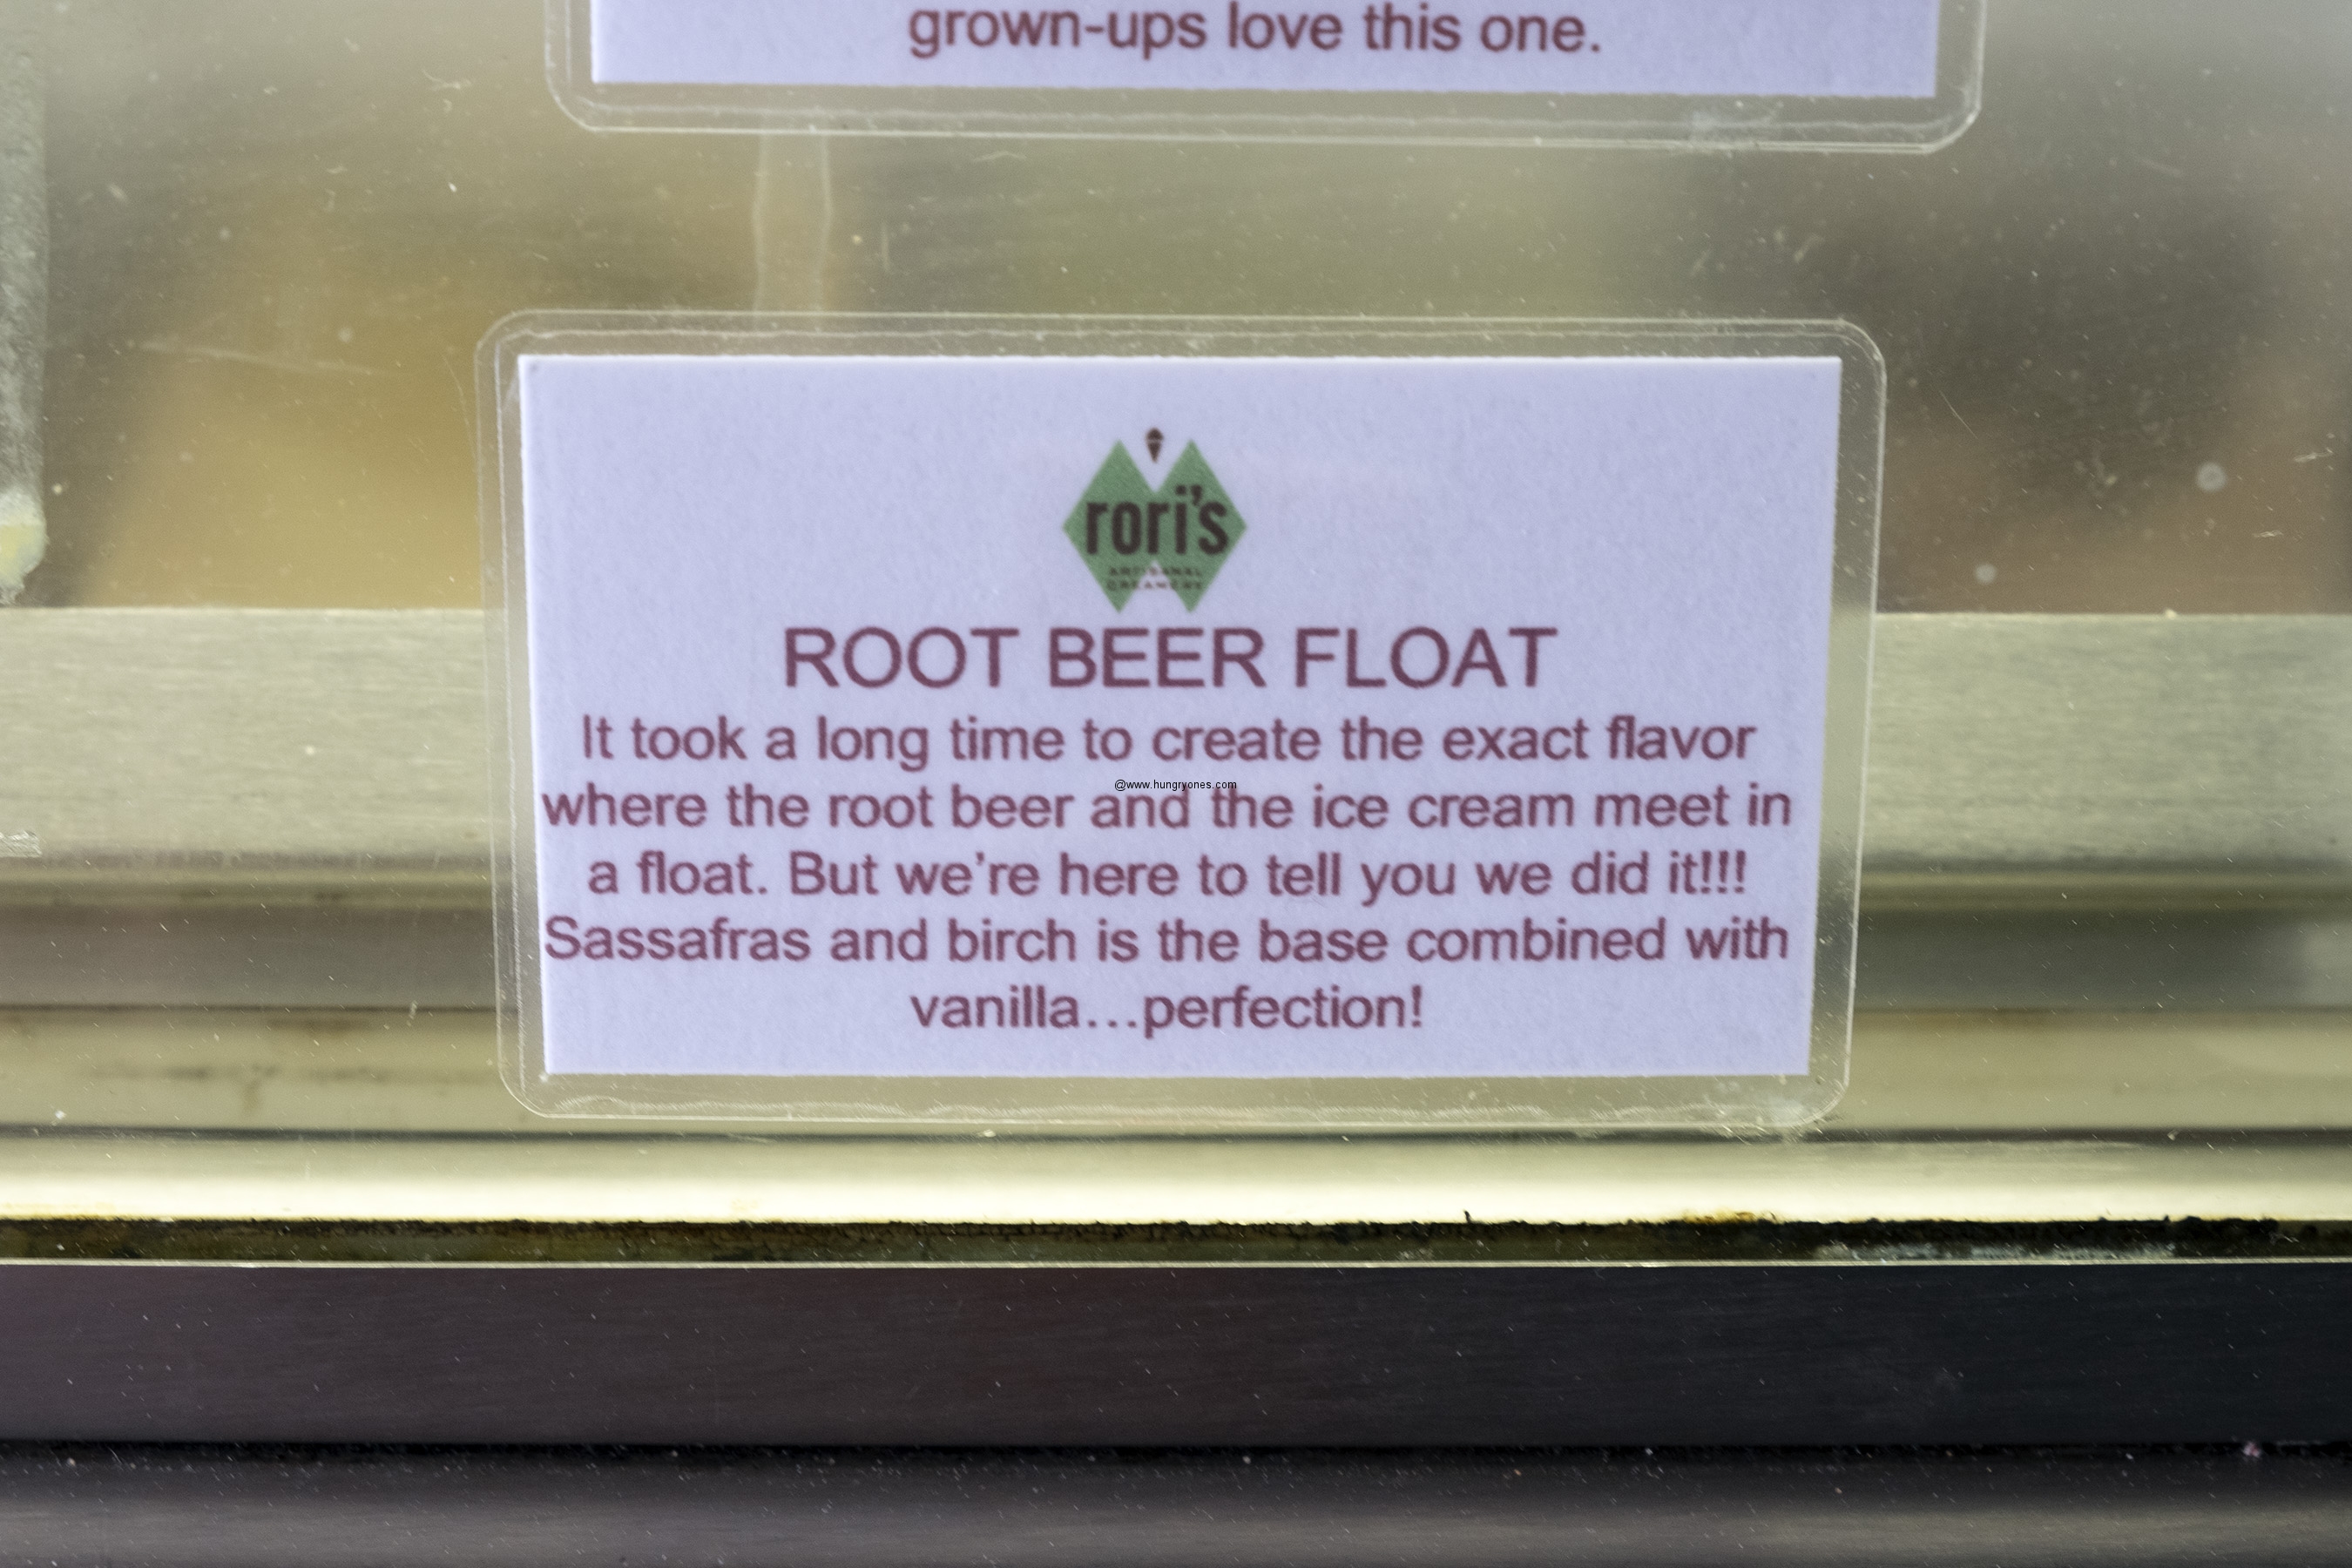 grown-ups love this one.
rori's
ARTISANAL
CREAMERY
ROOT BEER FLOAT
It took a long time to create the exact flavor
@www.hungryones.com
where the root beer and the ice cream meet in
a float. But we’re here to tell you we did it!!!
Sassafras and birch is the base combined with
vanilla…perfection!